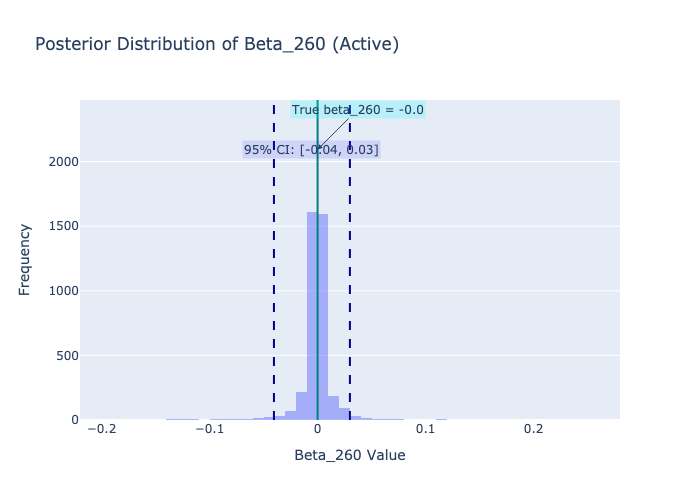 Posterior Distribution of Beta_260 (Active)
True beta_260 = -0.0
95% CI: [-0.04, 0.03]
2000
1500
1000
500
0
Frequency
−0.2
−0.1
0
0.1
0.2
Beta_260 Value